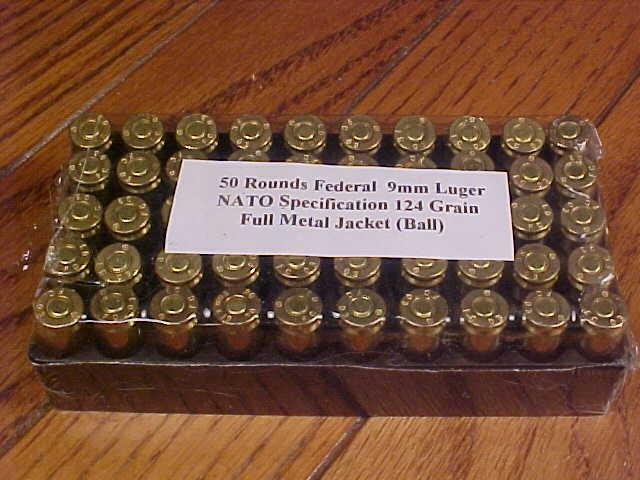 50 Rounds Federal 9mm Luger
NATO Specification 124 Grain
Full Metal Jacket (Ball)